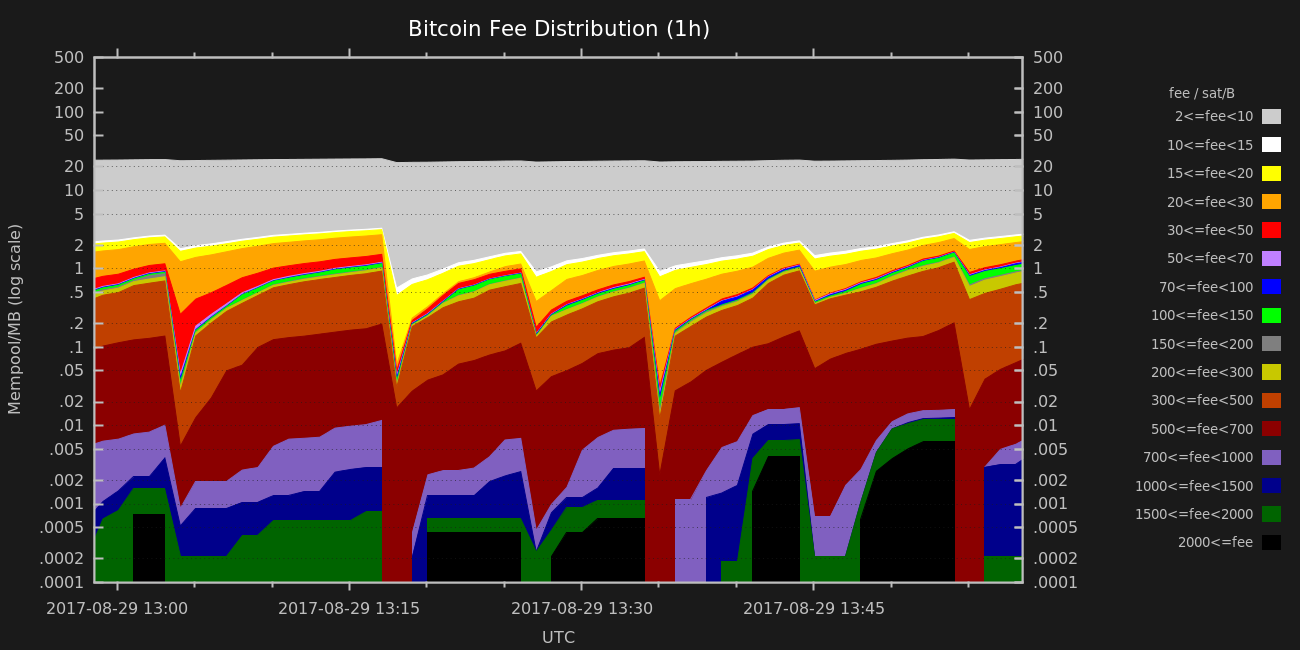 Bitcoin Fee Distribution (1h)
500
200
100
50
20
10
5
2
1
.5
.2
.1
.05
.02
.01
.005
.002
.001
.0005
.0002
.0001
Mempool/MB (log scale)
500
200
100
50
20
10
5
2
1
.5
.2
.1
.05
.02
.01
.005
.002
.001
.0005
.0002
.0001
2017-08-29 13:00 2017-08-29 13:15 2017-08-29 13:30 2017-08-29 13:45
UTC
fee / sat/B
2<=fee<10
10<=fee<15
15<=fee<20
20<=fee<30
30<=fee<50
50<=fee<70
70<=fee<100
100<=fee<150
150<=fee<200
200<=fee<300
300<=fee<500
500<=fee<700
700<=fee<1000
1000<=fee<1500
1500<=fee<2000
2000<=fee